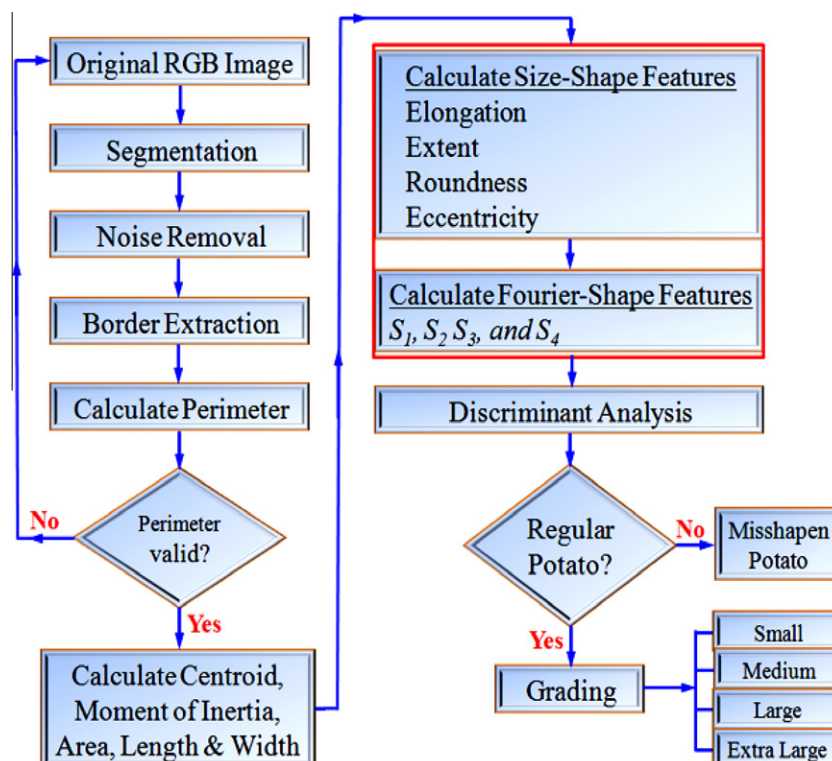 Original RGB Image
Segmentation
Noise Removal
Border Extraction
Calculate Perimeter
Perimeter
valid?
No
Yes
Calculate Centroid,
Moment of Inertia,
Area, Length & Width
Calculate Size-Shape Features
Elongation
Extent
Roundness
Eccentricity
Calculate Fourier-Shape Features
S1, S2 S3, and S4
Discriminant Analysis
Regular
Potato?
No
Misshapen
Potato
Yes
Grading
Small
Medium
Large
Extra Large